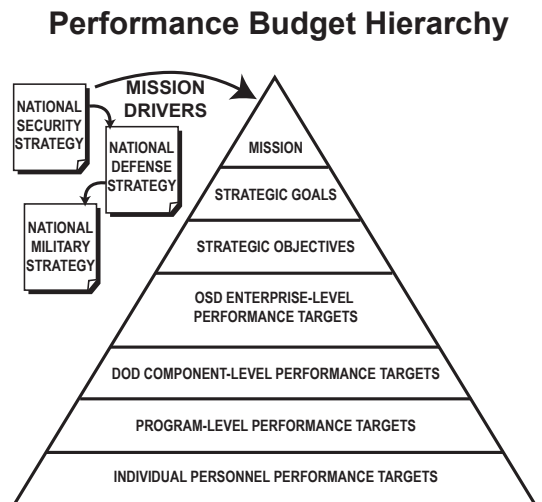 Performance Budget Hierarchy
MISSION
DRIVERS
NATIONAL
SECURITY
STRATEGY
NATIONAL
DEFENSE
STRATEGY
NATIONAL
MILITARY
STRATEGY
MISSION
STRATEGIC GOALS
STRATEGIC OBJECTIVES
OSD ENTERPRISE-LEVEL
PERFORMANCE TARGETS
DOD COMPONENT-LEVEL PERFORMANCE TARGETS
PROGRAM-LEVEL PERFORMANCE TARGETS
INDIVIDUAL PERSONNEL PERFORMANCE TARGETS